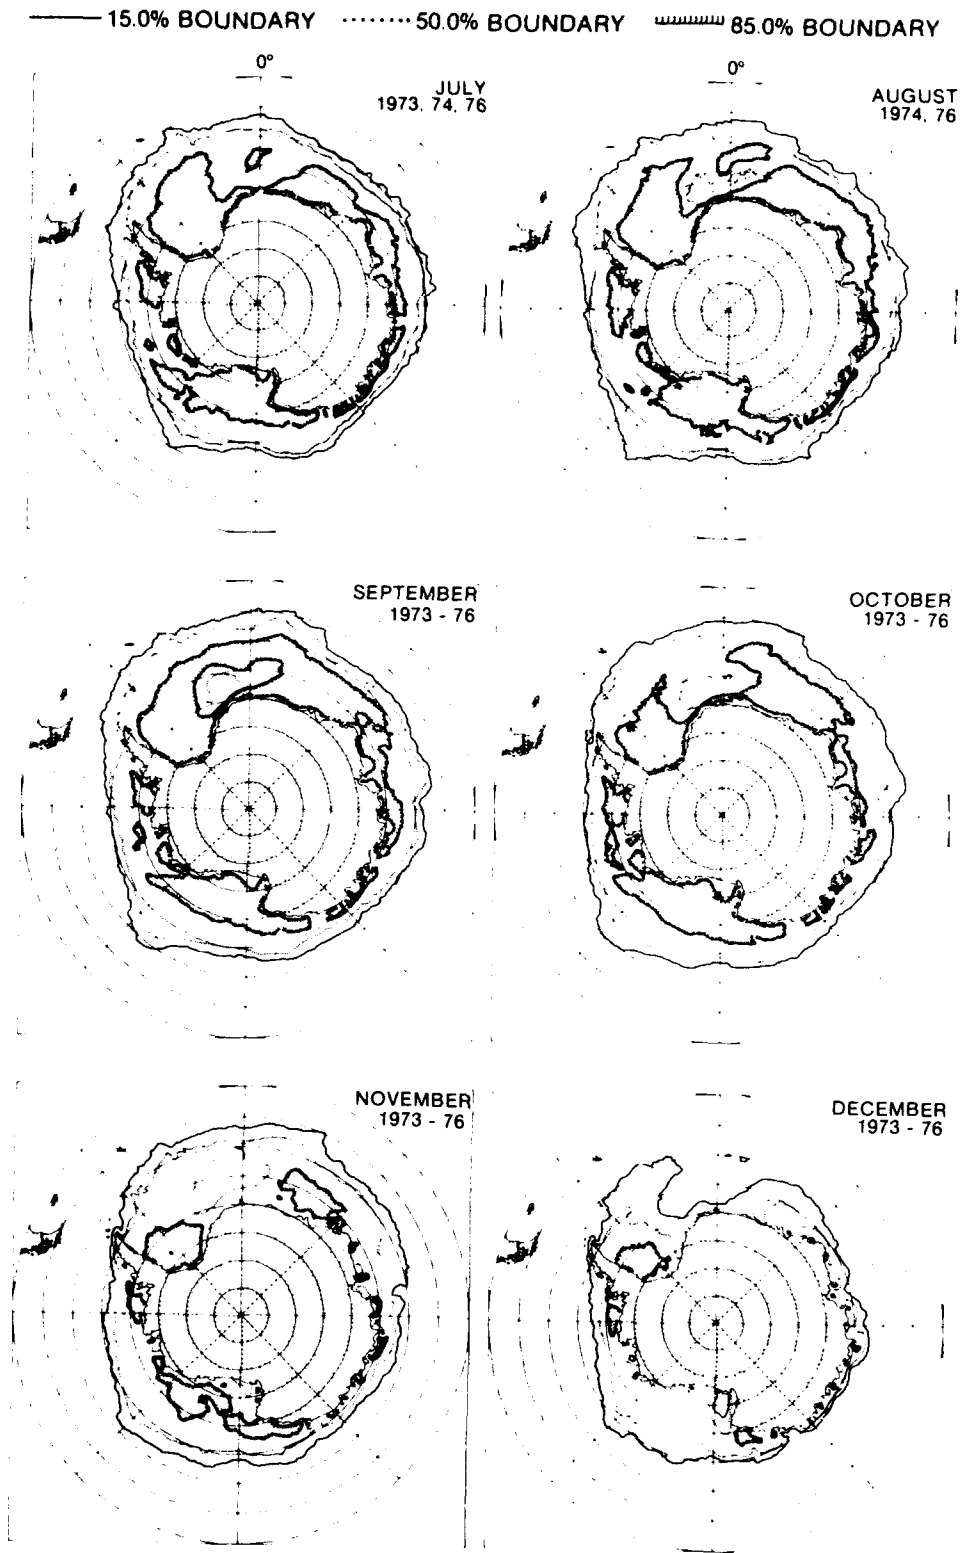 15.0% BOUNDARY 50.0% BOUNDARY 85.0% BOUNDARY
0°
JULY
1973, 74, 76
0°
AUGUST
1974, 76
SEPTEMBER
1973 - 76
OCTOBER
1973 - 76
NOVEMBER
1973 - 76
DECEMBER
1973 - 76